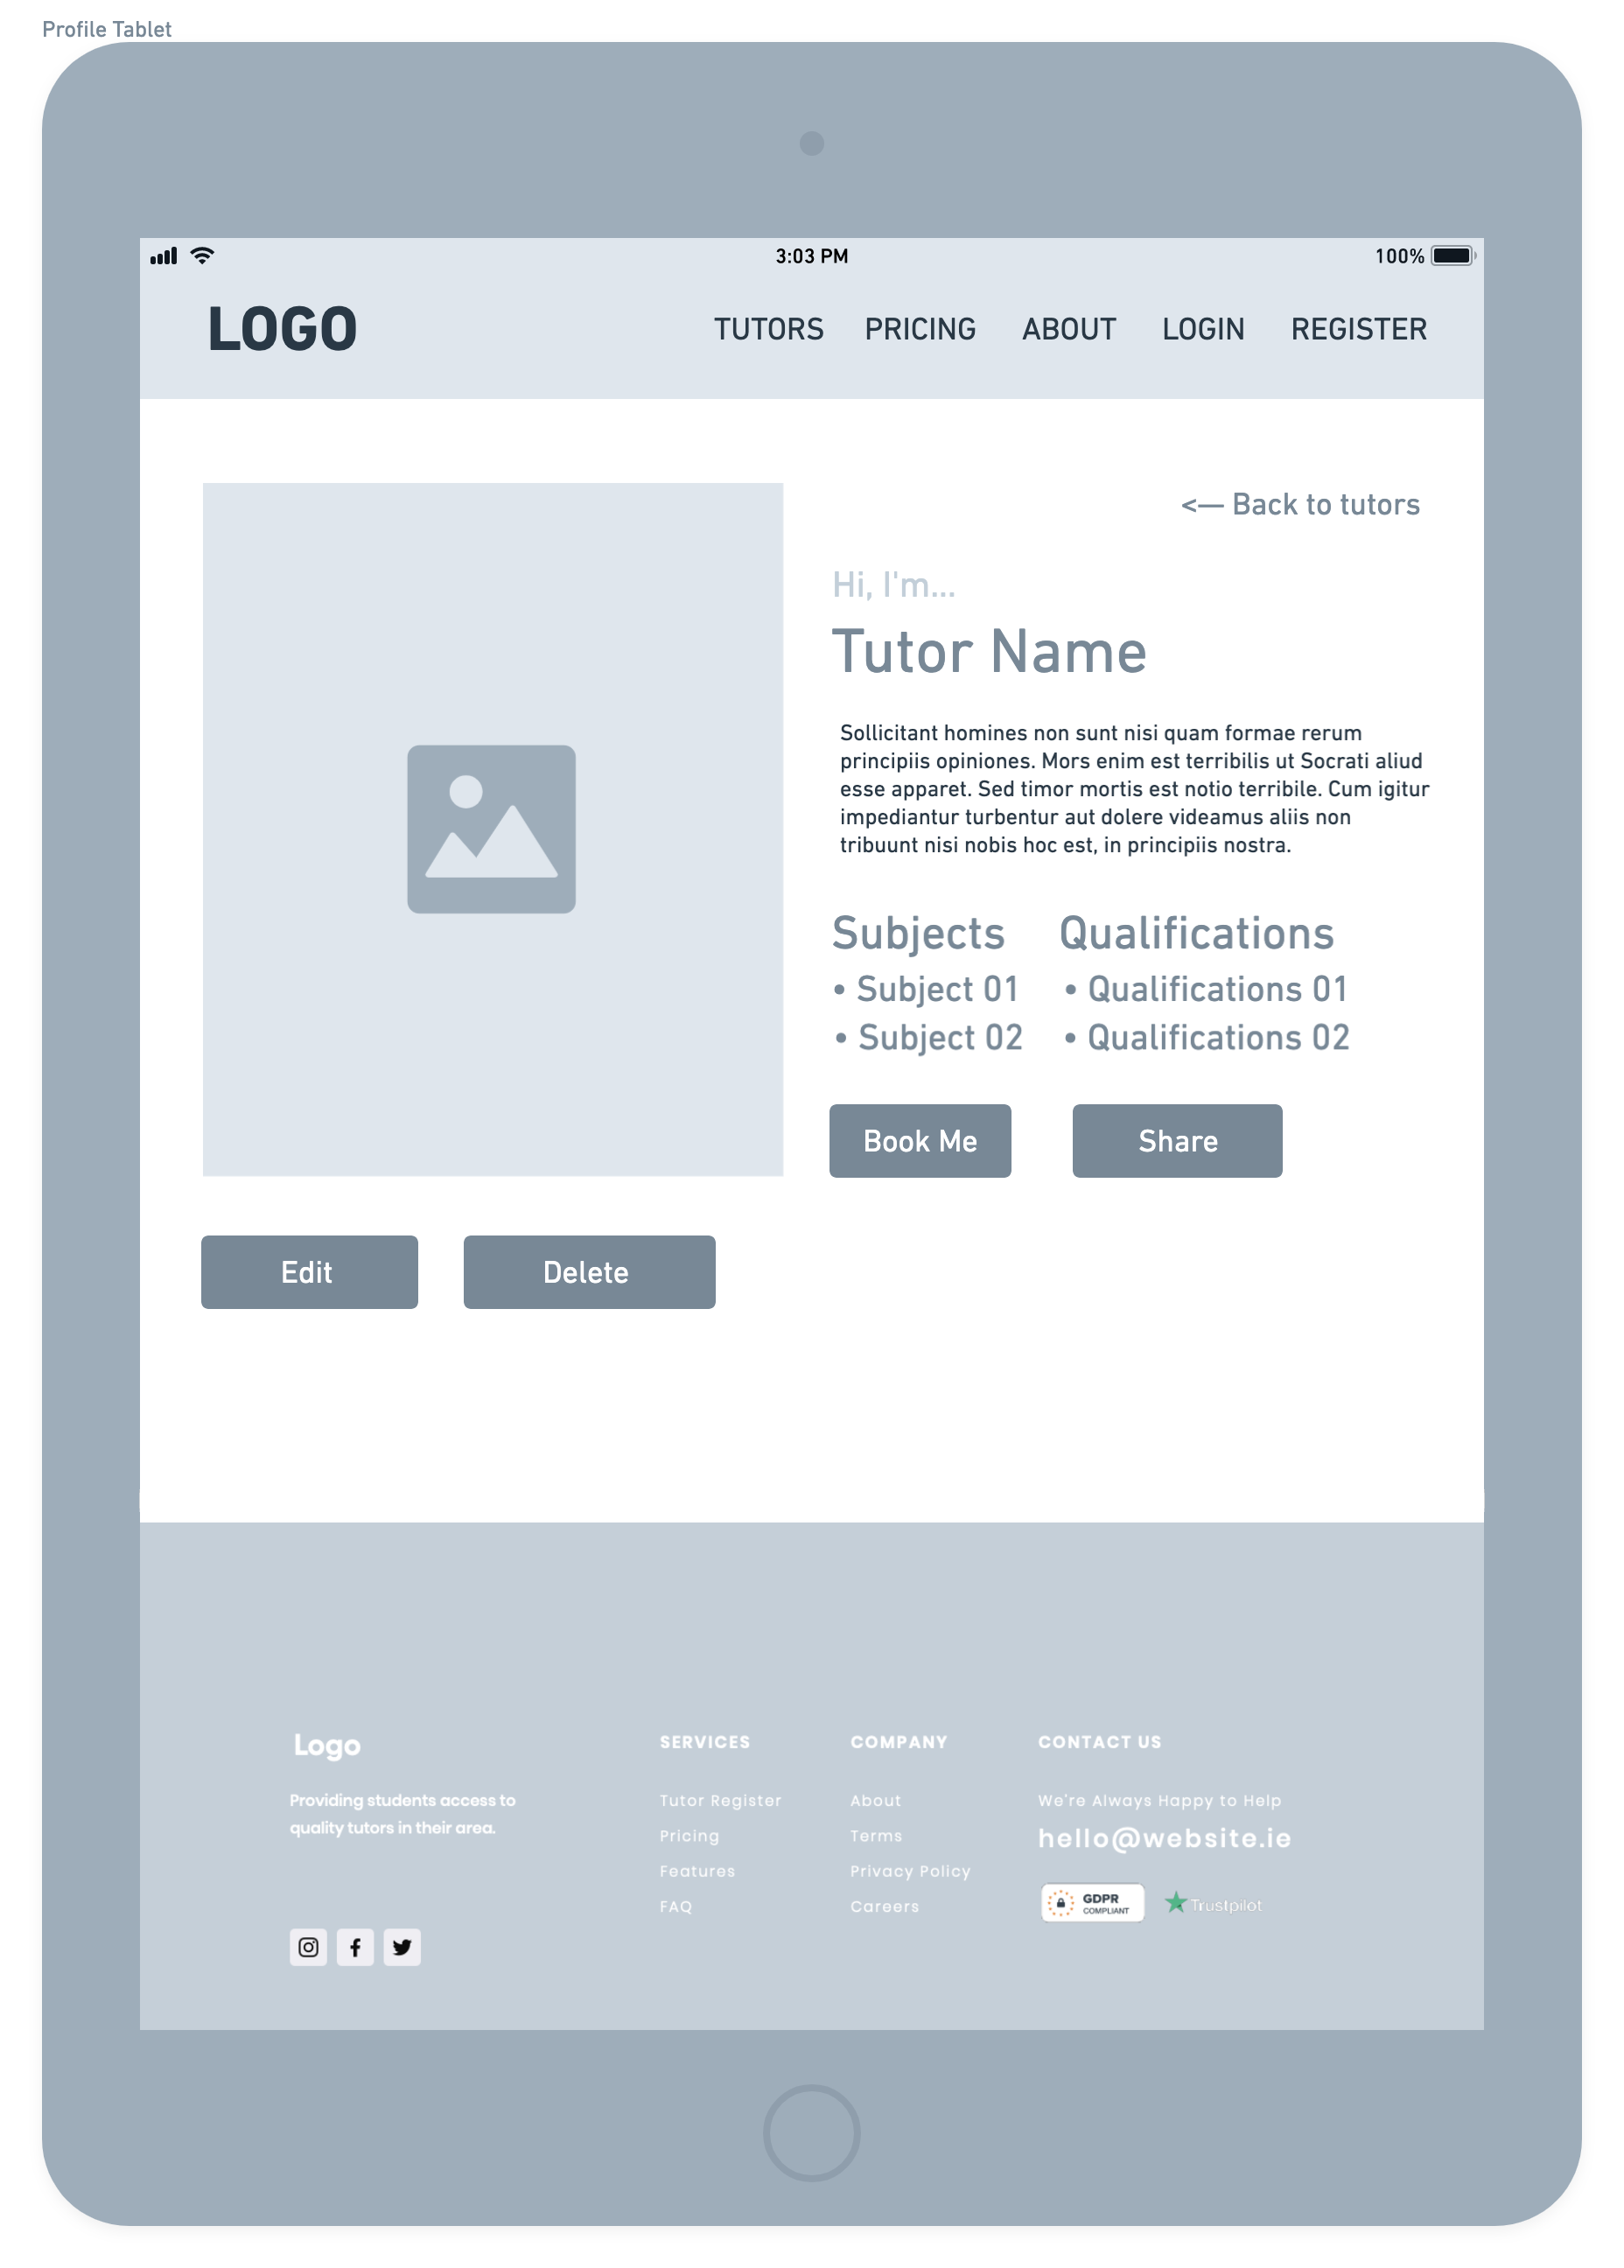 Profile Tablet
3:03 PM
100%
LOGO
TUTORS PRICING ABOUT LOGIN REGISTER
<— Back to tutors
Hi, I'm...
Tutor Name
Sollicitant homines non sunt nisi quam formae rerum
principiis opiniones. Mors enim est terribilis ut Socrati aliud
esse apparet. Sed timor mortis est notio terribile. Cum igitur
impediantur turbentur aut dolere videamus aliis non
tribuunt nisi nobis hoc est, in principiis nostra.
Subjects
• Subject 01
• Subject 02
Qualifications
• Qualifications 01
• Qualifications 02
Book Me
Share
Edit
Delete
Logo
Providing students access to
quality tutors in their area.
SERVICES
Tutor Register
Pricing
Features
FAQ
COMPANY
About
Terms
Privacy Policy
Careers
CONTACT US
We're Always Happy to Help
hello@website.ie
GDPR
COMPLIANT
Trustpilot